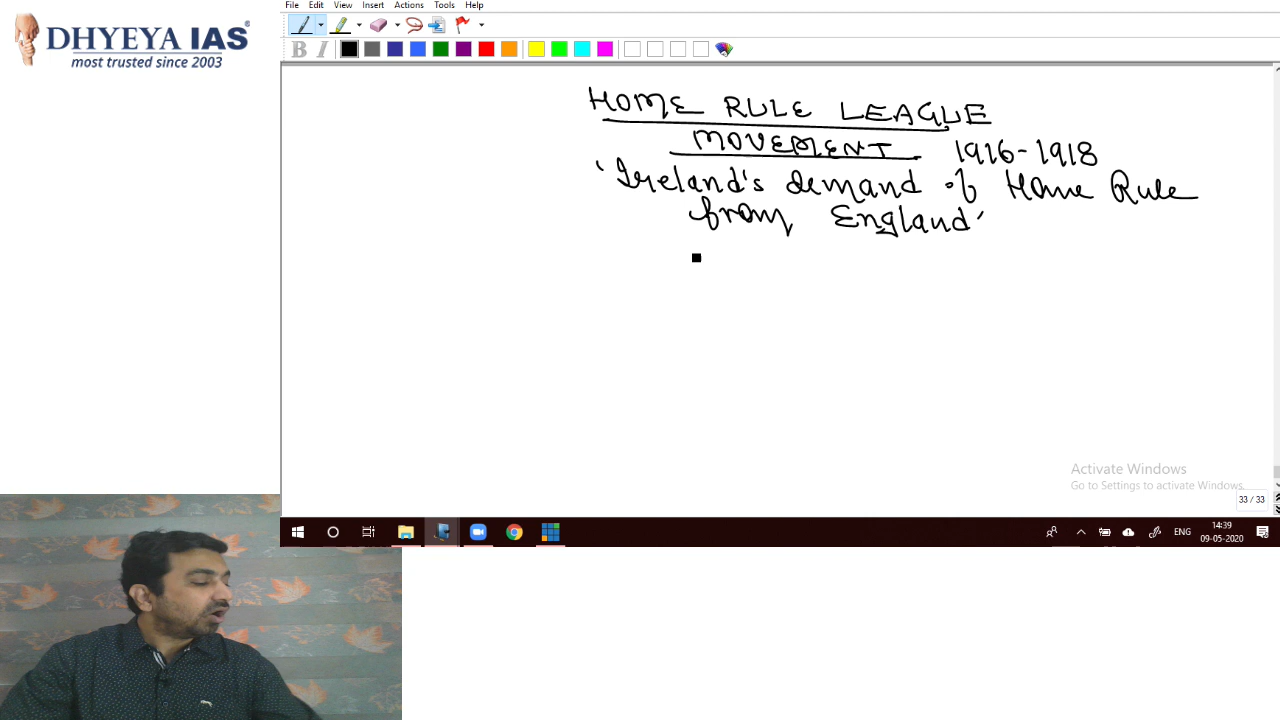 File Edit View Insert Actions Tools Help
DHYEYA IAS®
most trusted since 2003
B I
HOME RULE LEAGUE
MOVEMENT 1916-1918
'Ireland's demand of Home Rule
from England'
Activate Windows
Go to Settings to activate Windows.
33 / 33
ENG
14:39
09-05-2020